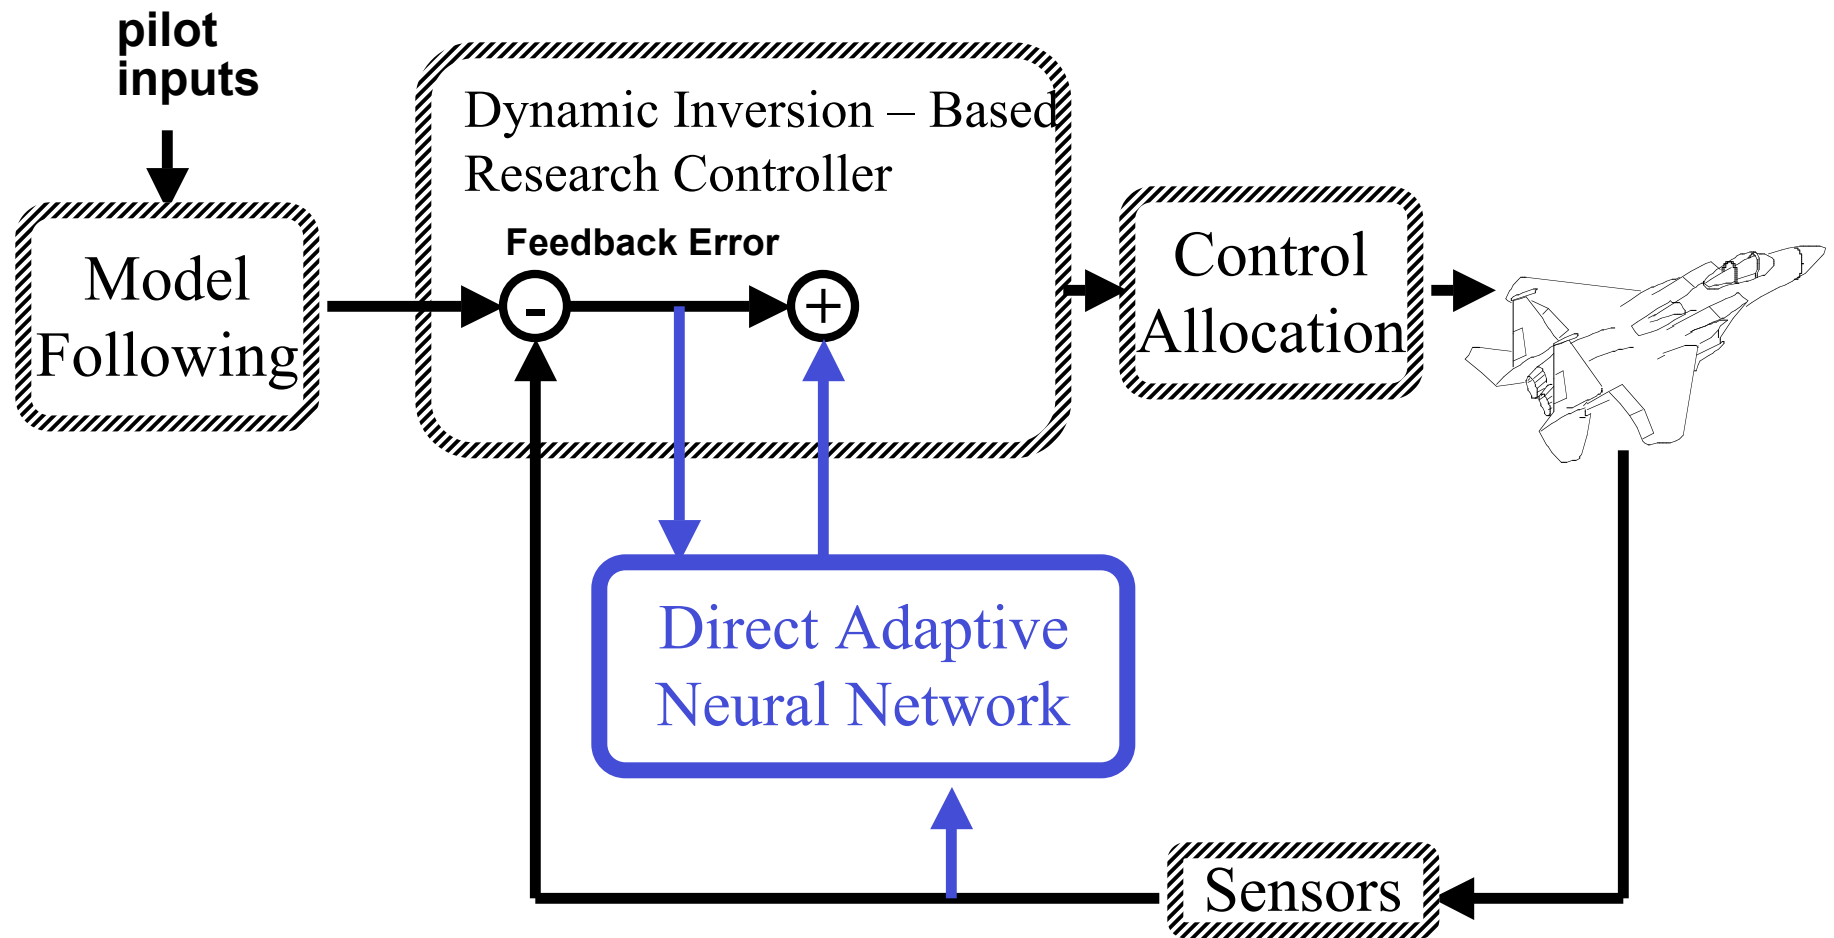 pilot
inputs
Dynamic Inversion – Based
Research Controller
Feedback Error
Model
Following
-
+
Control
Allocation
Direct Adaptive
Neural Network
Sensors